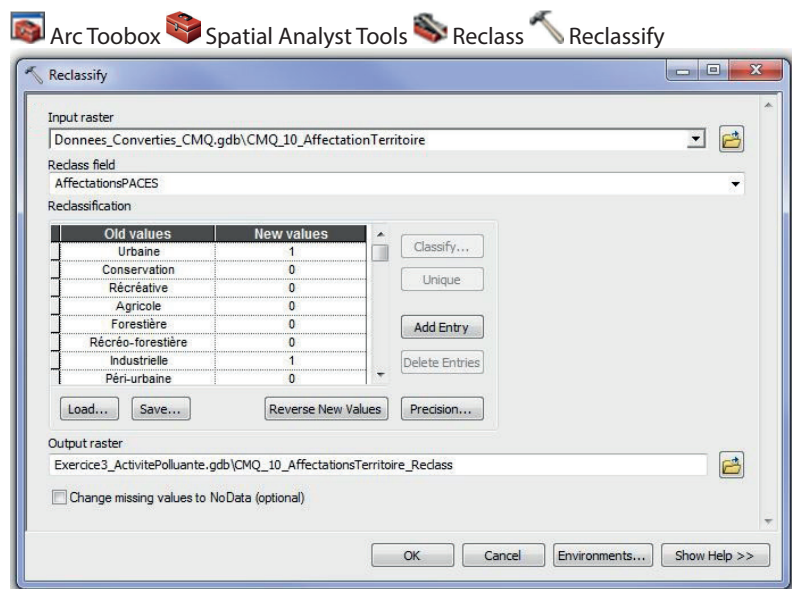 Arc Toobox Spatial Analyst Tools Reclass Reclassify
Reclassify
Input raster
Donnees_Converties_CMQ.gdb\CMQ_10_AffectationTerritoire
Reclass field
AffectationsPACES
Reclassification
Old values New values
Urbaine 1
Conservation 0
Récréative 0
Agricole 0
Forestière 0
Récréo-forestière 0
Industrielle 1
Péri-urbaine 0
Classify...
Unique
Add Entry
Delete Entries
Load... Save... Reverse New Values Precision...
Output raster
Exercice3_ActivitePolluante.gdb\CMQ_10_AffectationsTerritoire_Reclass
Change missing values to NoData (optional)
OK Cancel Environments... Show Help >>